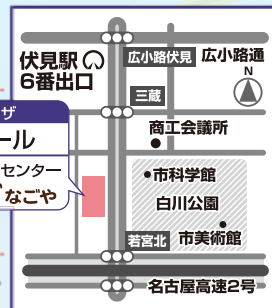 伏見駅
6番出口
広小路伏見
広小路通
N
三蔵
ザ
商工会議所
ール
センター
市科学館
なごや
白川公園
若宮北
市美術館
名古屋高速2号